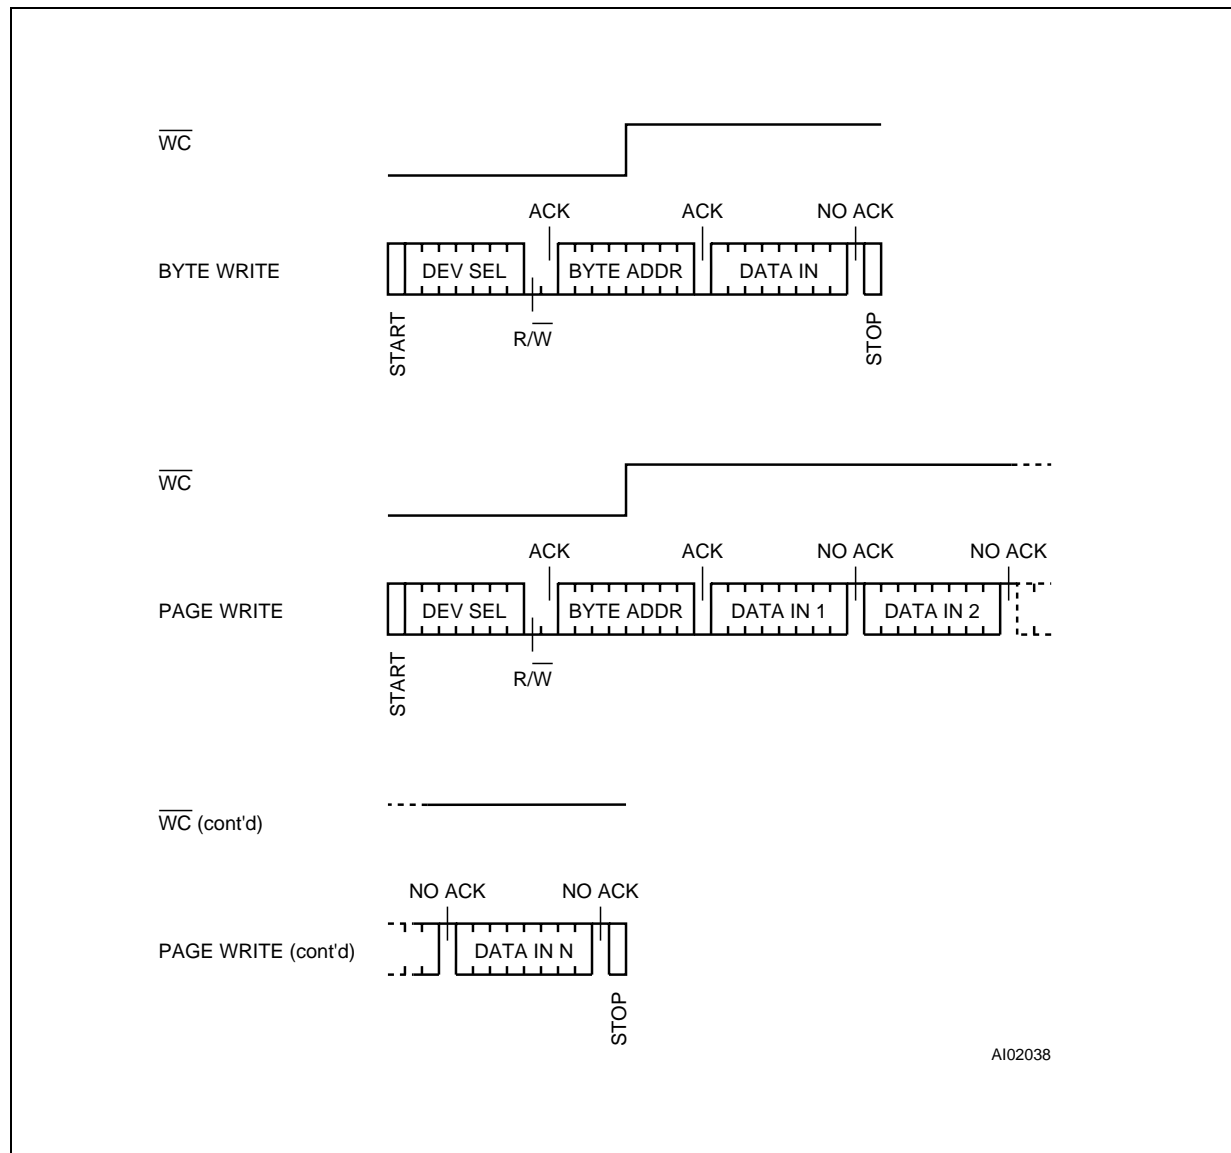 WC
ACK ACK NO ACK
BYTE WRITE DEV SEL BYTE ADDR DATA IN
R/W
START STOP
WC
ACK ACK NO ACK NO ACK
PAGE WRITE DEV SEL BYTE ADDR DATA IN 1 DATA IN 2
R/W
START
WC (cont'd)
NO ACK NO ACK
PAGE WRITE (cont'd) DATA IN N
STOP
AI02038